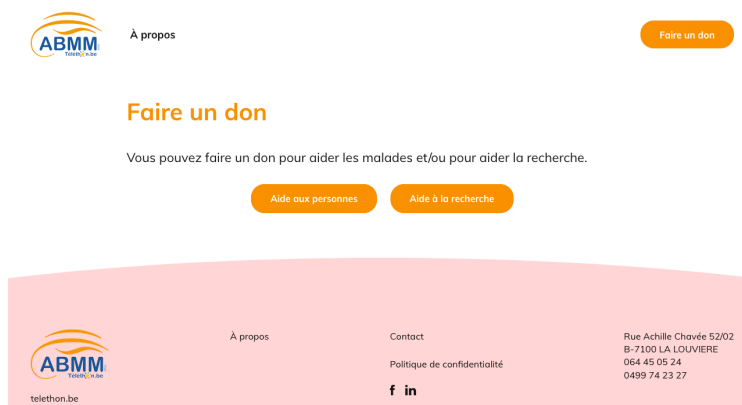 ABMM
Telethon.be
À propos
Faire un don
Faire un don
Vous pouvez faire un don pour aider les malades et/ou pour aider la recherche.
Aide aux personnes
Aide à la recherche
ABMM
Telethon.be
telethon.be
À propos
Contact
Politique de confidentialité
f in
Rue Achille Chavée 52/02
B-7100 LA LOUVIERE
064 45 05 24
0499 74 23 27